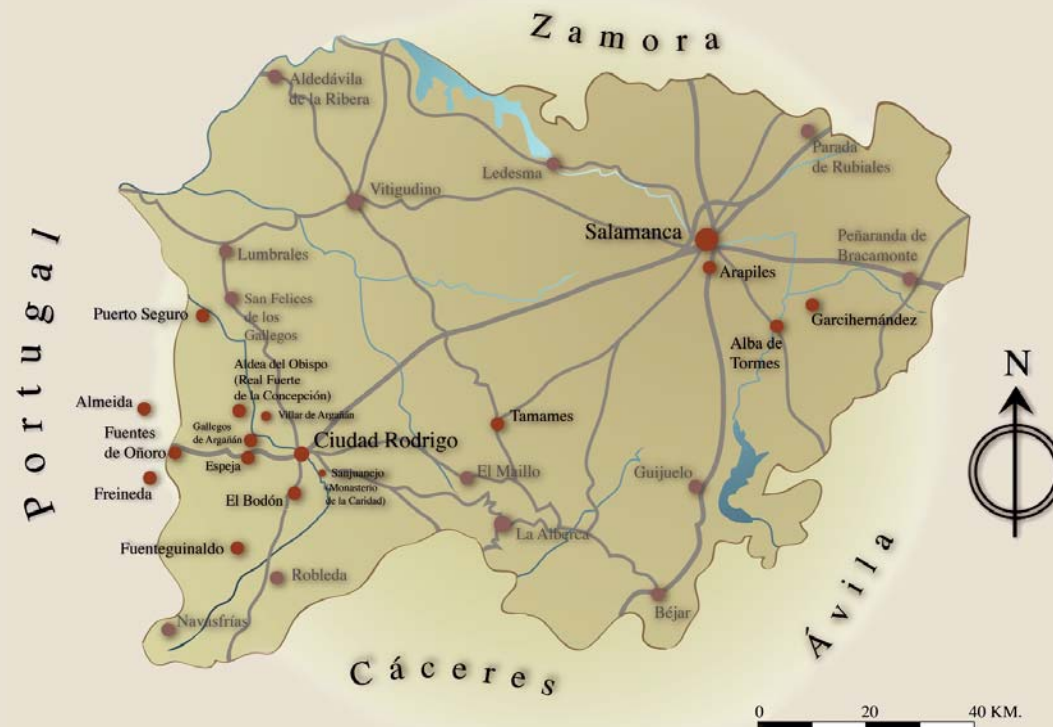 Zamora
Aldedávila
de la Ribera
Parada
de Rubiales
Ledesma
Vitigudino
Salamanca
Peñaranda de
Bracamonte
Portugal
Lumbrales
Arapiles
San Felices
de los
Gallegos
Puerto Seguro
Garcihernández
Alba de
Tormes
Aldea del Obispo
(Real Fuerte
de la Concepción)
N
Almeida
Villar de Argañán
Tamames
Gallegos
de Argañán
Fuentes
de Oñoro
Ciudad Rodrigo
Espeja
Sanjuanejo
(Monasterio
de la Caridad)
El Maillo
Guijuelo
Freineda
El Bodón
La Alberca
Fuenteguinaldo
Robleda
Béjar
Navasfrías
Ávila
Cáceres
0 20 40 KM.